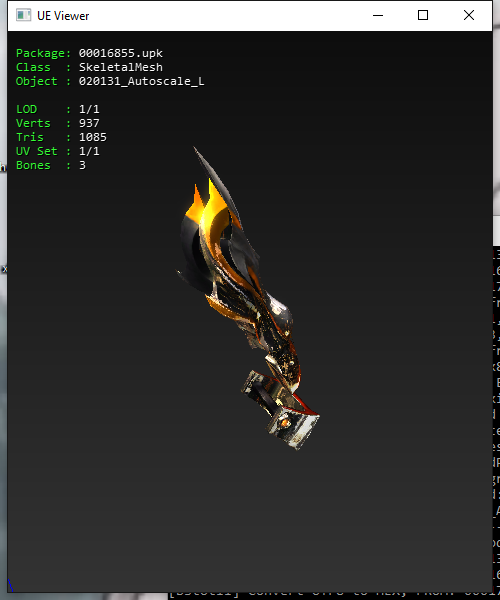 UE Viewer
Package: 00016855.upk
Class : SkeletalMesh
Object : 020131_Autoscale_L
LOD : 1/1
Verts : 937
Tris : 1085
UV Set : 1/1
Bones : 3